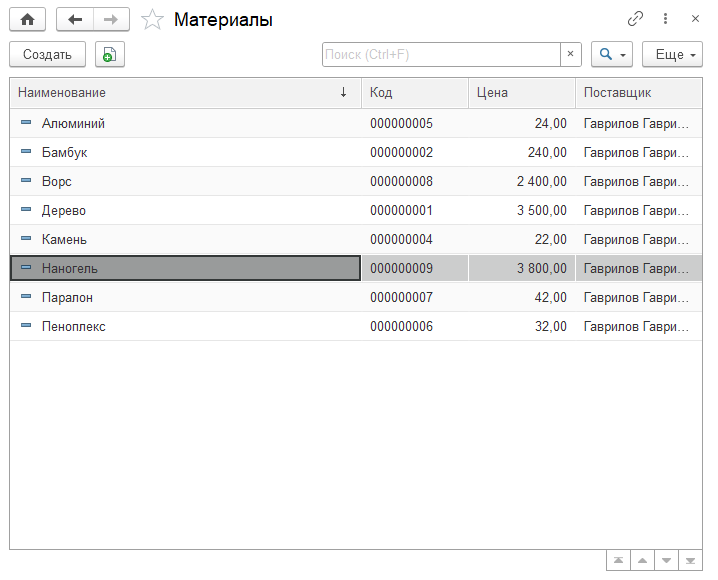 Материалы
Создать Поиск (Ctrl+F) Еще
Наименование Код Цена Поставщик
Алюминий 000000005 24,00 Гаврилов Гаври...
Бамбук 000000002 240,00 Гаврилов Гаври...
Ворс 000000008 2 400,00 Гаврилов Гаври...
Дерево 000000001 3 500,00 Гаврилов Гаври...
Камень 000000004 22,00 Гаврилов Гаври...
Наногель 000000009 3 800,00 Гаврилов Гаври...
Паралон 000000007 42,00 Гаврилов Гаври...
Пеноплекс 000000006 32,00 Гаврилов Гаври...